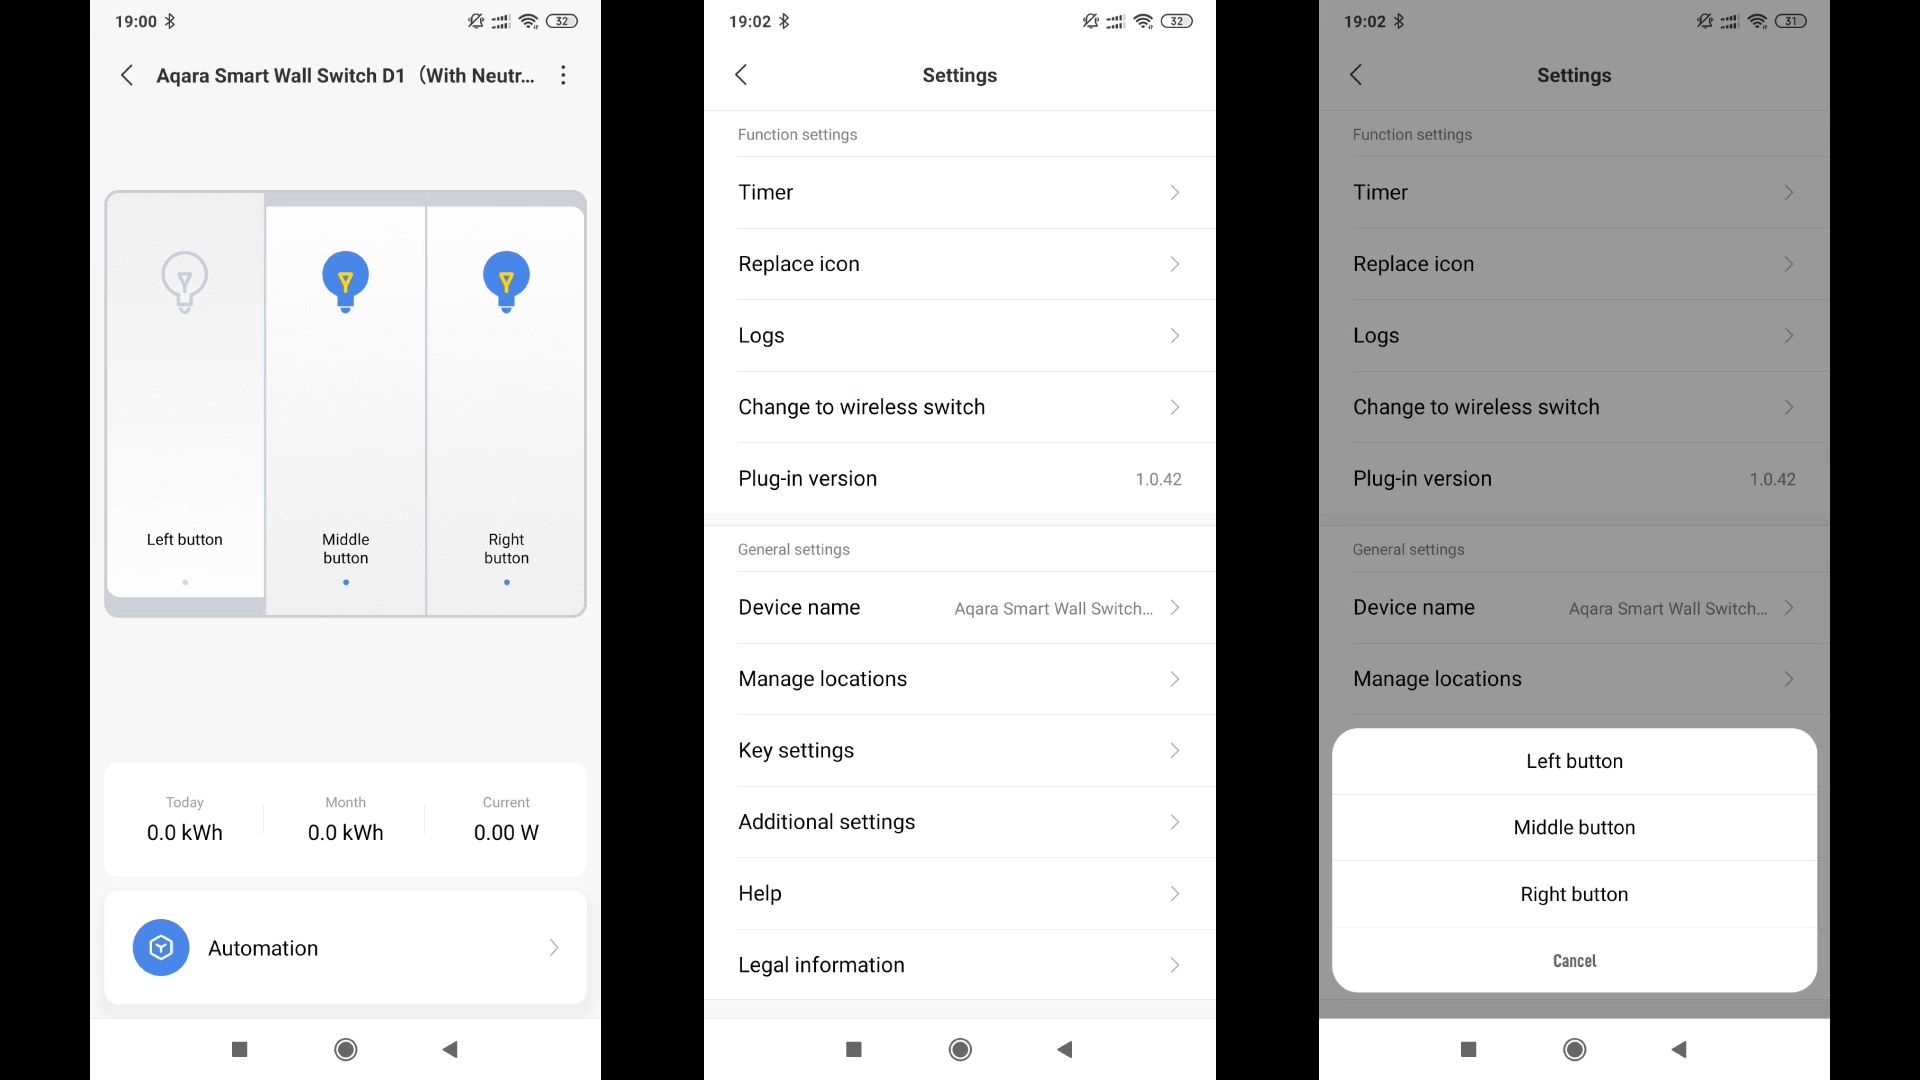 19:00
32
Aqara Smart Wall Switch D1（With Neutr...
Left button
Middle
button
Right
button
Today
0.0 kWh
Month
0.0 kWh
Current
0.00 W
Automation
19:02
32
Settings
Function settings
Timer
Replace icon
Logs
Change to wireless switch
Plug-in version 1.0.42
General settings
Device name Aqara Smart Wall Switch...
Manage locations
Key settings
Additional settings
Help
Legal information
19:02
31
Settings
Function settings
Timer
Replace icon
Logs
Change to wireless switch
Plug-in version 1.0.42
General settings
Device name Aqara Smart Wall Switch...
Manage locations
Left button
Middle button
Right button
Cancel